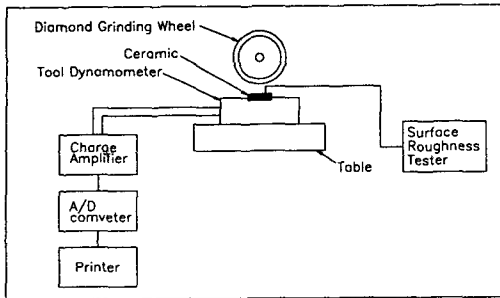 Diamond Grinding Wheel
Ceramic
Tool Dynamometer
Charge
Amplifier
Surface
Roughness
Tester
Table
A/D
comveter
Printer